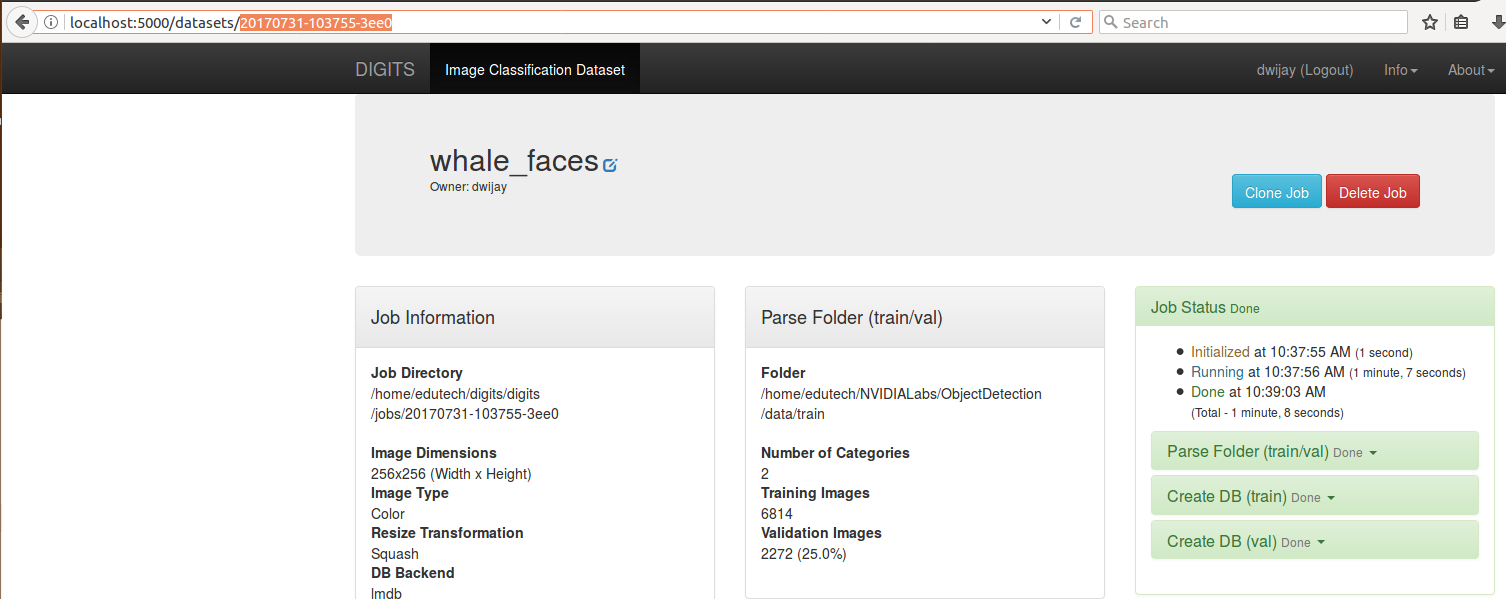 localhost:5000/datasets/20170731-103755-3ee0
Search
DIGITS
Image Classification Dataset
dwijay (Logout)
Info
About
whale_faces
Owner: dwijay
Clone Job
Delete Job
Job Information
Job Directory
/home/edutech/digits/digits
/jobs/20170731-103755-3ee0
Image Dimensions
256x256 (Width x Height)
Image Type
Color
Resize Transformation
Squash
DB Backend
lmdb
Parse Folder (train/val)
Folder
/home/edutech/NVIDIALabs/ObjectDetection
/data/train
Number of Categories
2
Training Images
6814
Validation Images
2272 (25.0%)
Job Status Done
Initialized at 10:37:55 AM (1 second)
Running at 10:37:56 AM (1 minute, 7 seconds)
Done at 10:39:03 AM
(Total - 1 minute, 8 seconds)
Parse Folder (train/val) Done
Create DB (train) Done
Create DB (val) Done